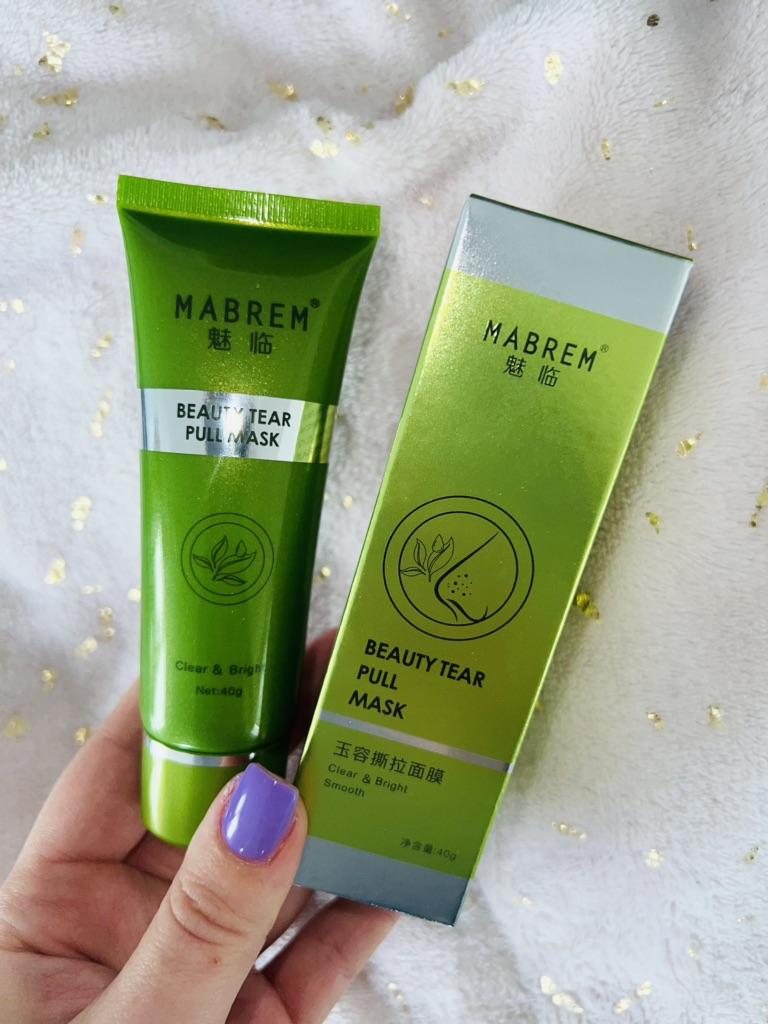 MABREM®
魅临
BEAUTY TEAR
PULL MASK
Clear & Brigh
Net:40g
MABREM®
魅临
BEAUTY TEAR
PULL
MASK
玉容撕拉面膜
Clear & Bright
Smooth
净含量:40g